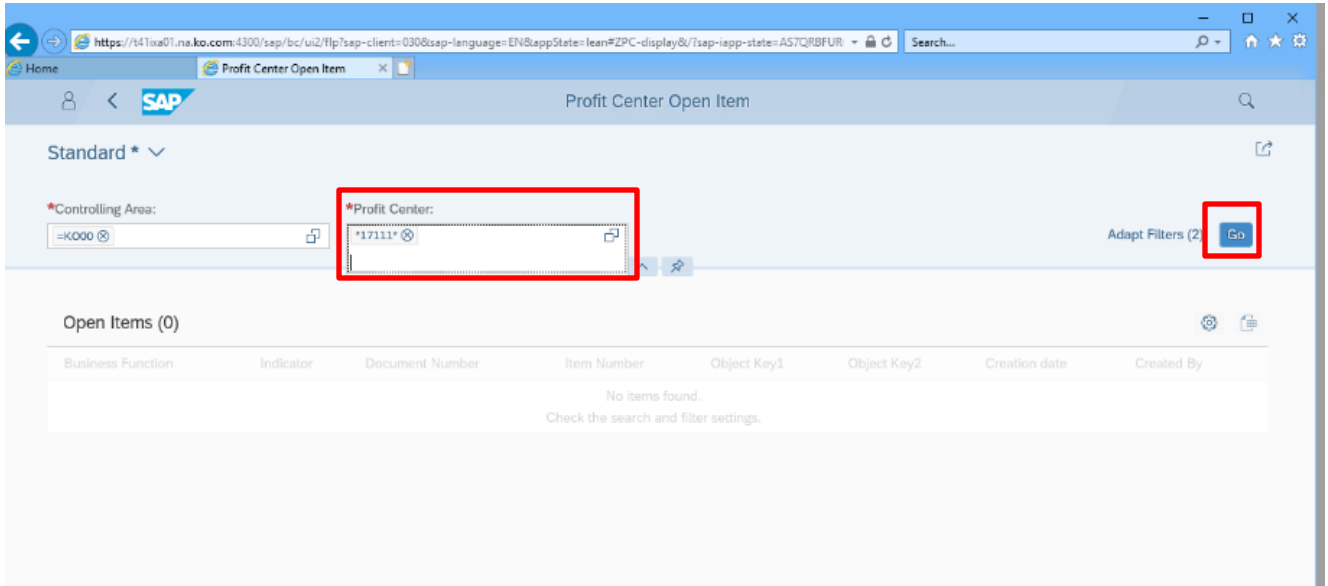 https://t41ixa01.na.ko.com:4300/sap/bc/ui2/flp?sap-client=030&sap-language=EN&appState=lean#ZPC-display&/?sap-iapp-state=AS7QRBFUR Search...
Home Profit Center Open Item
SAP Profit Center Open Item
Standard *
*Controlling Area: *Profit Center:
=KO00 *17111* Adapt Filters (2) Go
Open Items (0)
Business Function Indicator Document Number Item Number Object Key1 Object Key2 Creation date Created By
No items found.
Check the search and filter settings.